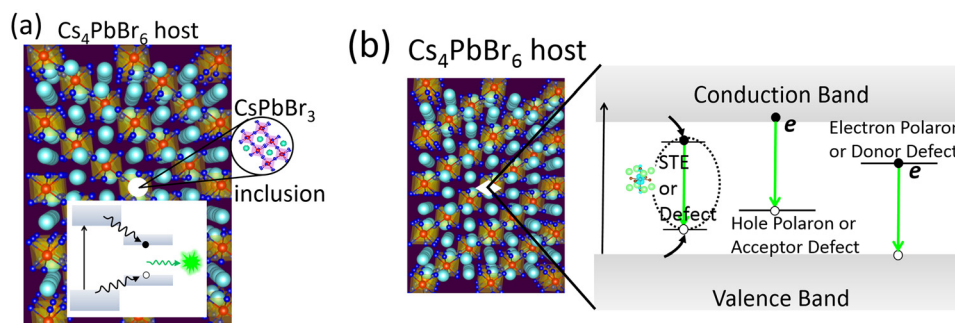 (a)
Cs₄PbBr₆ host
CsPbBr₃
inclusion
(b)
Cs₄PbBr₆ host
Conduction Band
e
Electron Polaron
or Donor Defect
e
STE
or
Defect
Hole Polaron or
Acceptor Defect
Valence Band